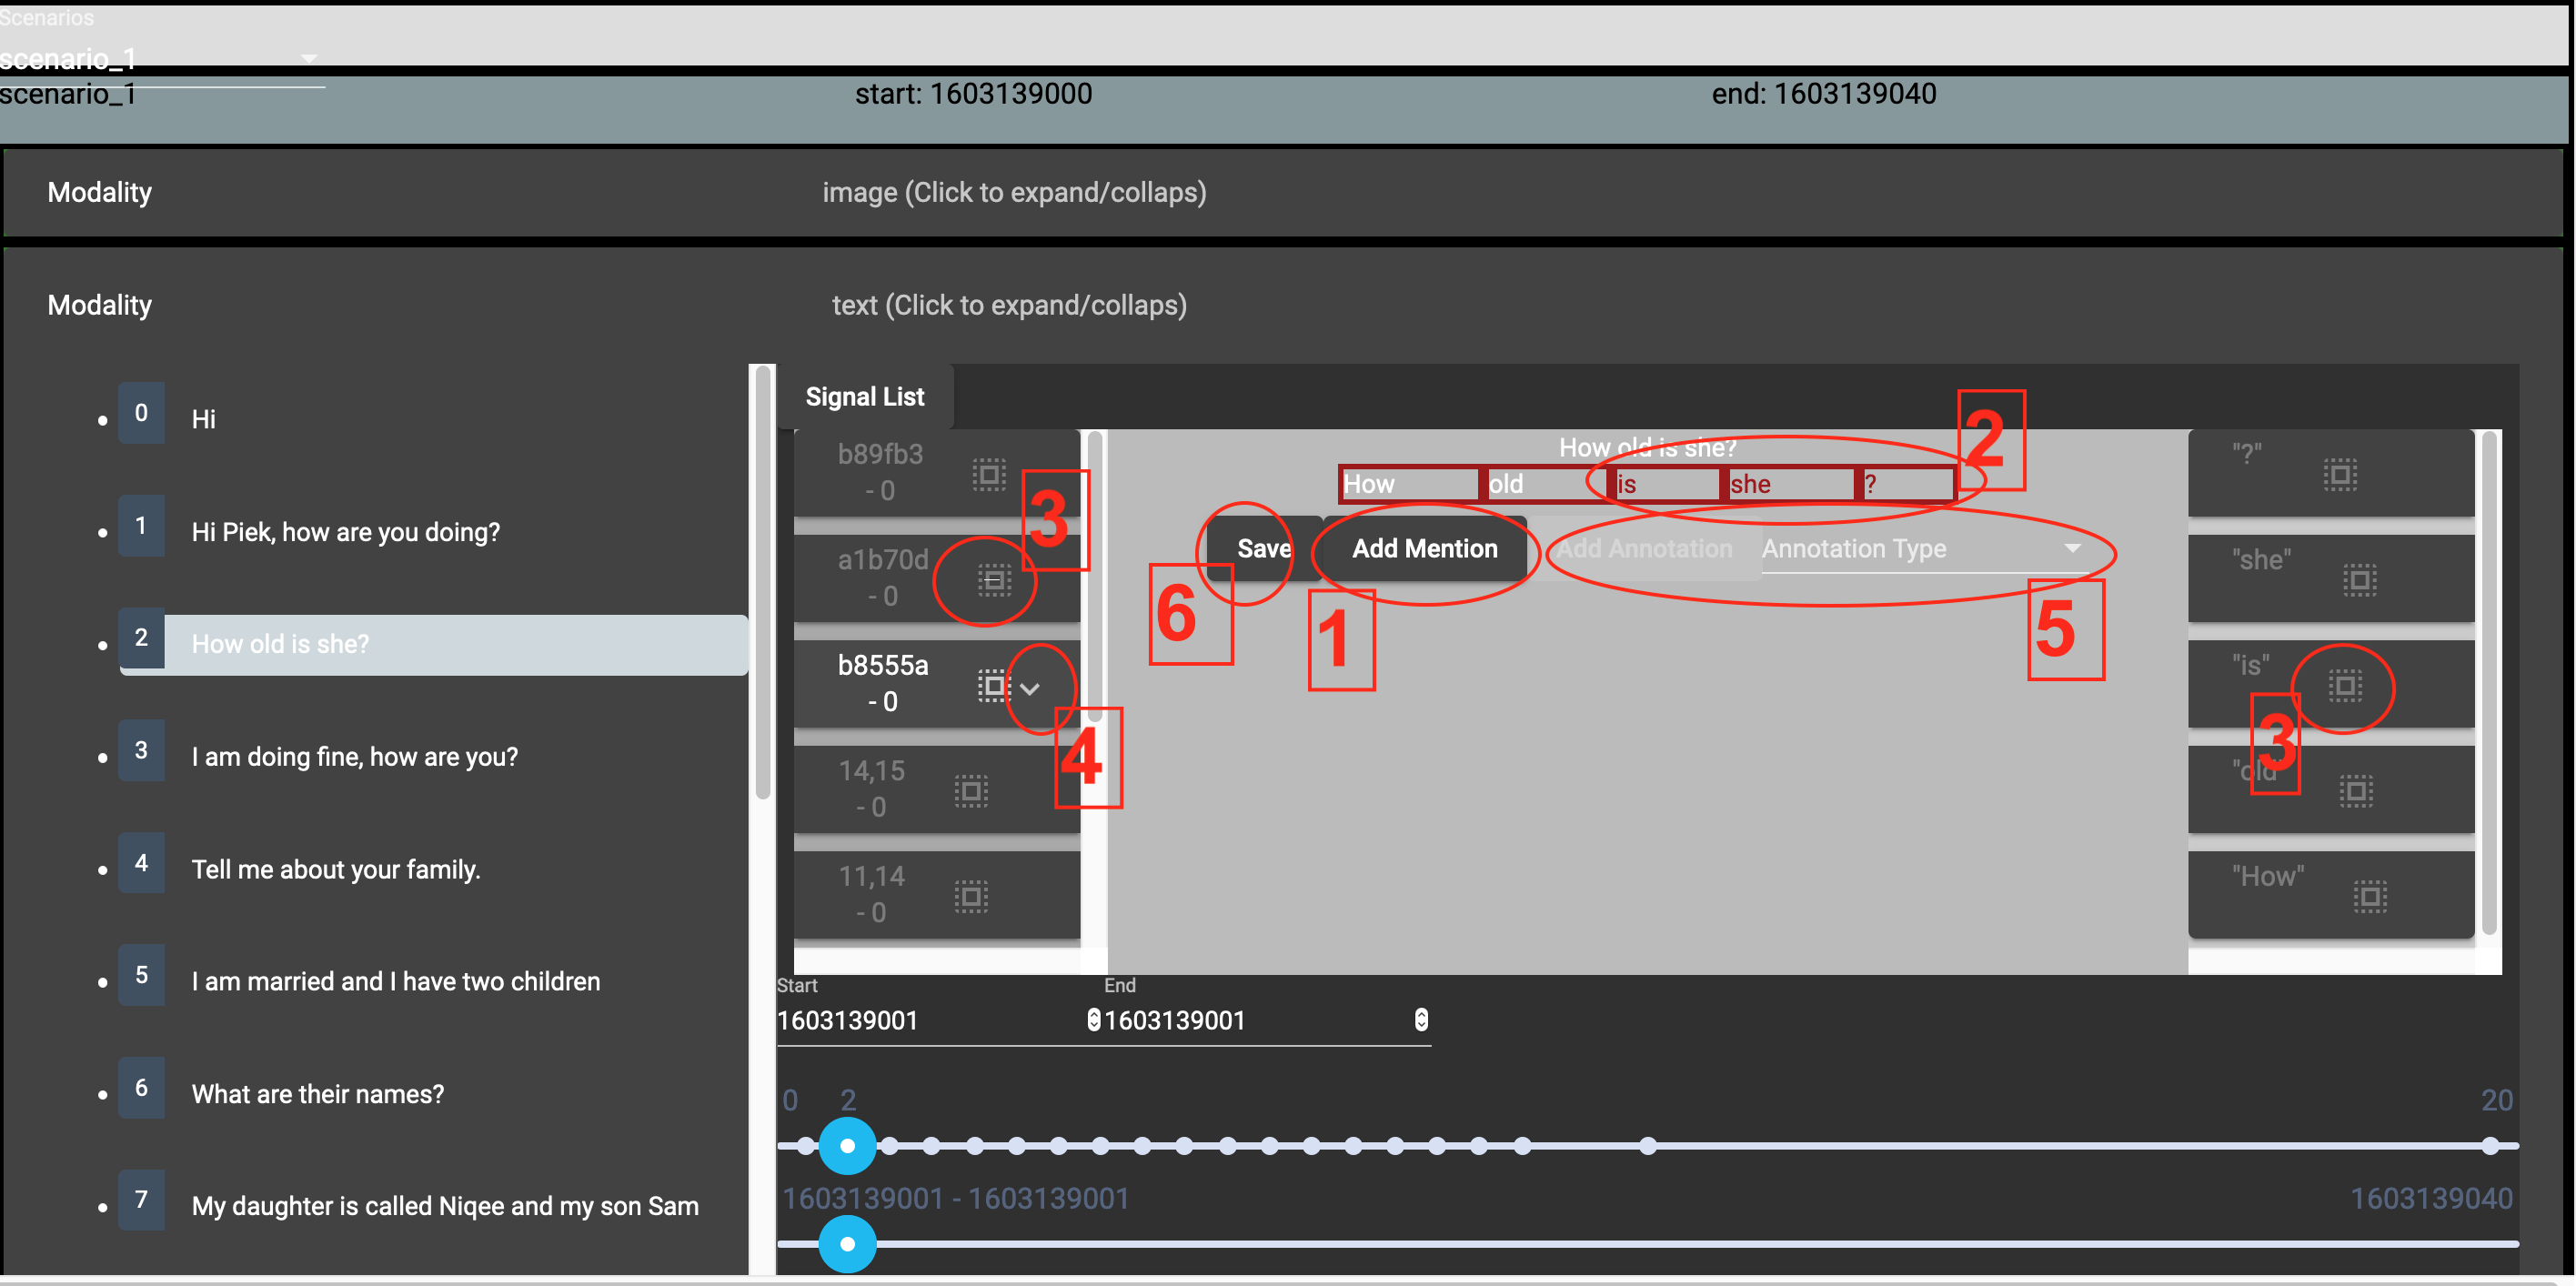 Scenarios
scenario_1
scenario_1 start: 1603139000 end: 1603139040
Modality image (Click to expand/collaps)
Modality text (Click to expand/collaps)
0 Hi
1 Hi Piek, how are you doing?
2 How old is she?
3 I am doing fine, how are you?
4 Tell me about your family.
5 I am married and I have two children
6 What are their names?
7 My daughter is called Niqee and my son Sam
Signal List
b89fb3
- 0
a1b70d
- 0
b8555a
- 0
14,15
- 0
11,14
- 0
3
4
How old is she?
How old is she ?
2
Save Add Mention Add Annotation Annotation Type
6
1
5
"?"
"she"
"is"
3
"old"
"How"
Start End
1603139001 1603139001
0 2 20
1603139001 - 1603139001 1603139040